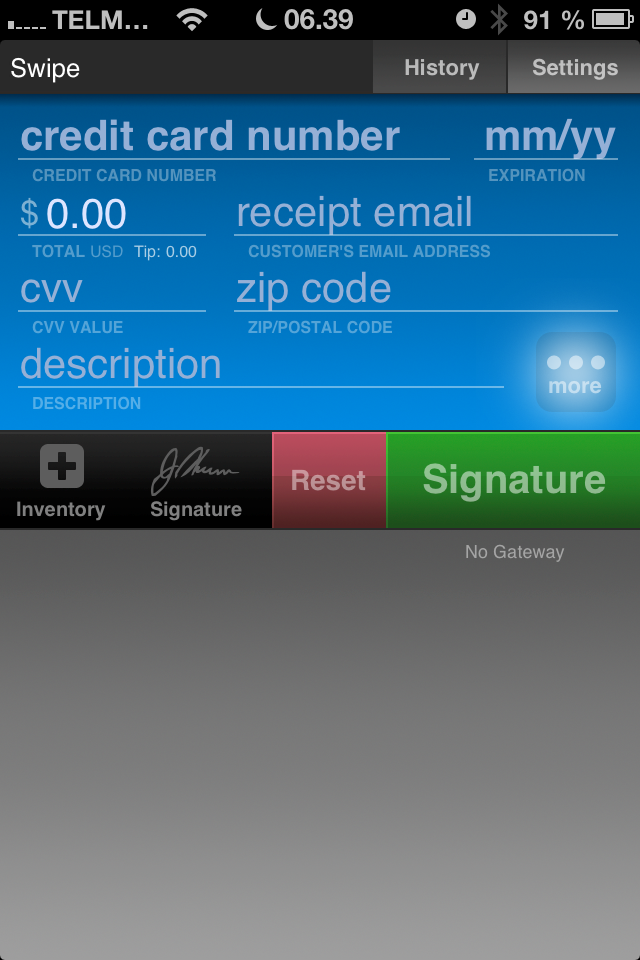 TELM... 06.39 91 %
Swipe History Settings
credit card number mm/yy
CREDIT CARD NUMBER EXPIRATION
$ 0.00 receipt email
TOTAL USD Tip: 0.00 CUSTOMER'S EMAIL ADDRESS
cvv zip code
CVV VALUE ZIP/POSTAL CODE
description
more
DESCRIPTION
Inventory Signature Reset Signature
No Gateway